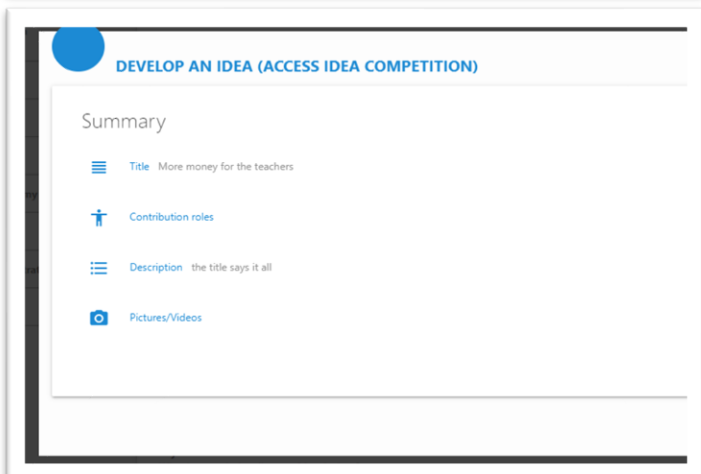 DEVELOP AN IDEA (ACCESS IDEA COMPETITION)
Summary
Title More money for the teachers
Contribution roles
Description the title says it all
Pictures/Videos